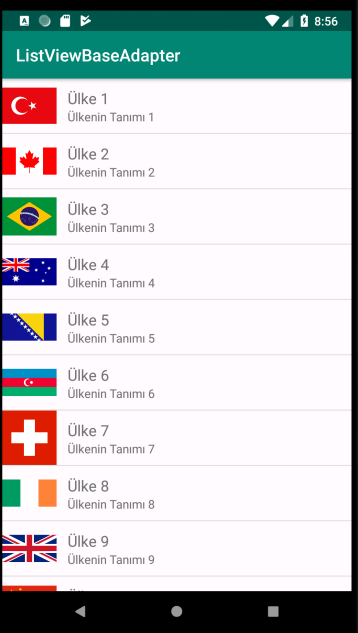 8:56
ListViewBaseAdapter
Ülke 1
Ülkenin Tanımı 1
Ülke 2
Ülkenin Tanımı 2
Ülke 3
Ülkenin Tanımı 3
Ülke 4
Ülkenin Tanımı 4
Ülke 5
Ülkenin Tanımı 5
Ülke 6
Ülkenin Tanımı 6
Ülke 7
Ülkenin Tanımı 7
Ülke 8
Ülkenin Tanımı 8
Ülke 9
Ülkenin Tanımı 9